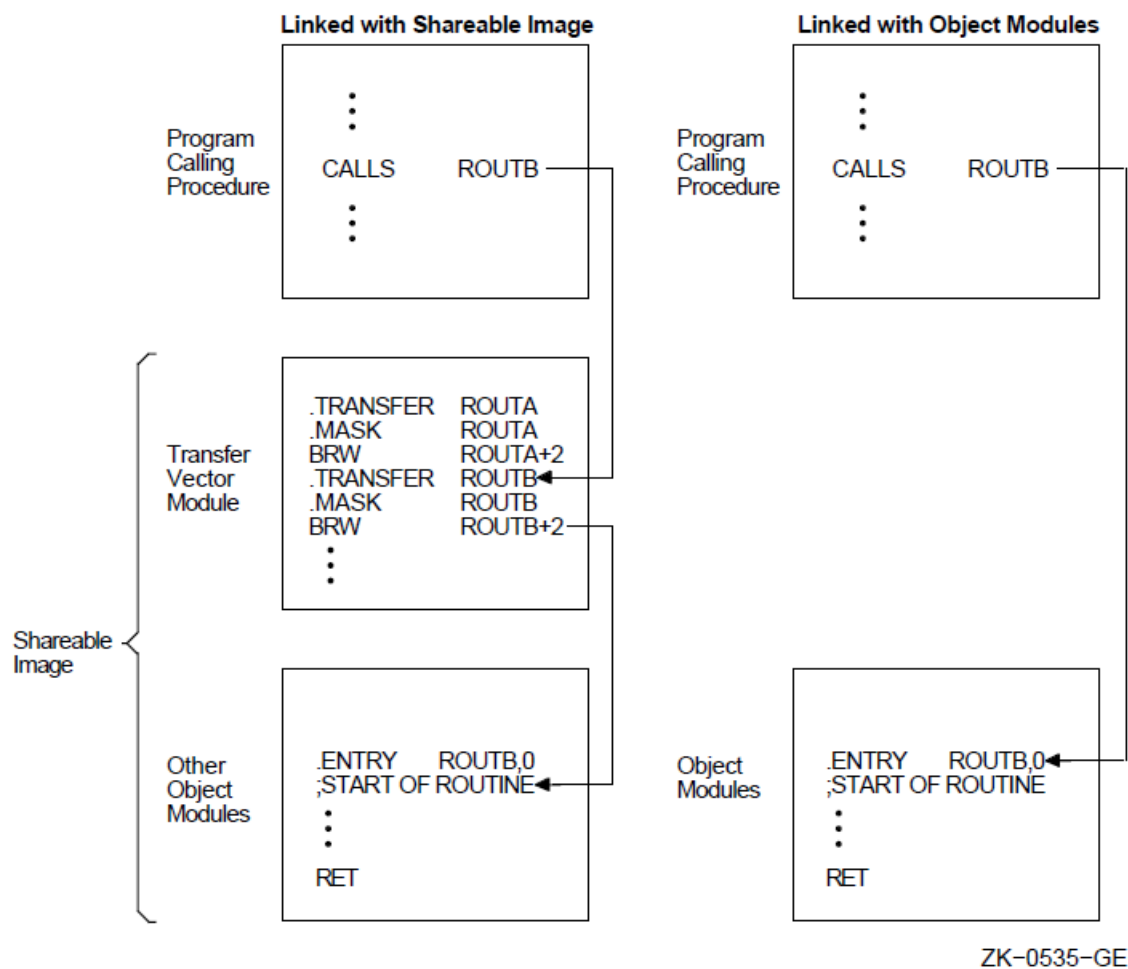 Linked with Shareable Image
Linked with Object Modules
Program
Calling
Procedure
CALLS ROUTB
Program
Calling
Procedure
CALLS ROUTB
Shareable
Image
Transfer
Vector
Module
.TRANSFER ROUTA
.MASK ROUTA
BRW ROUTA+2
.TRANSFER ROUTB
.MASK ROUTB
BRW ROUTB+2
Other
Object
Modules
.ENTRY ROUTB,0
;START OF ROUTINE
RET
Object
Modules
.ENTRY ROUTB,0
;START OF ROUTINE
RET
ZK-0535-GE